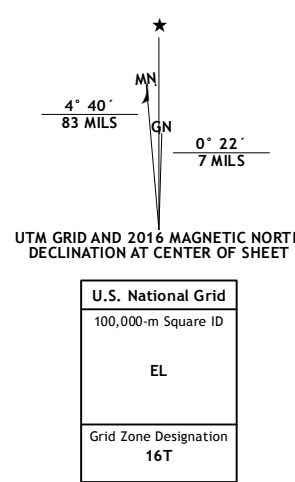 ★
MN
GN
4° 40´
83 MILS
0° 22´
7 MILS
UTM GRID AND 2016 MAGNETIC NORTH
DECLINATION AT CENTER OF SHEET
U.S. National Grid
100,000-m Square ID
EL
Grid Zone Designation
16T